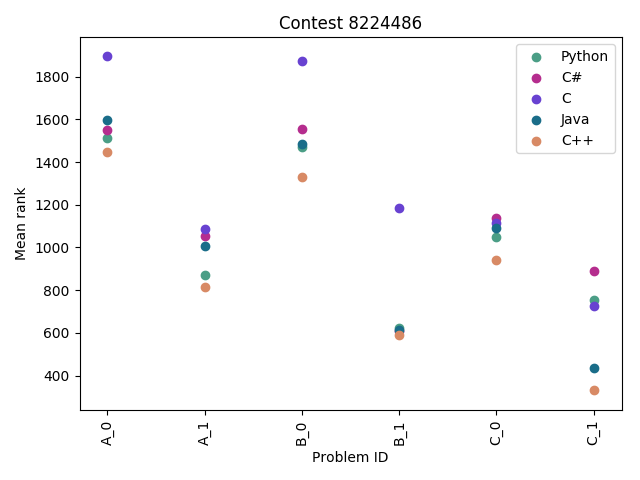 Contest 8224486
Python
C#
C
Java
C++
Mean rank
1800
1600
1400
1200
1000
800
600
400
A_0
A_1
B_0
B_1
C_0
C_1
Problem ID